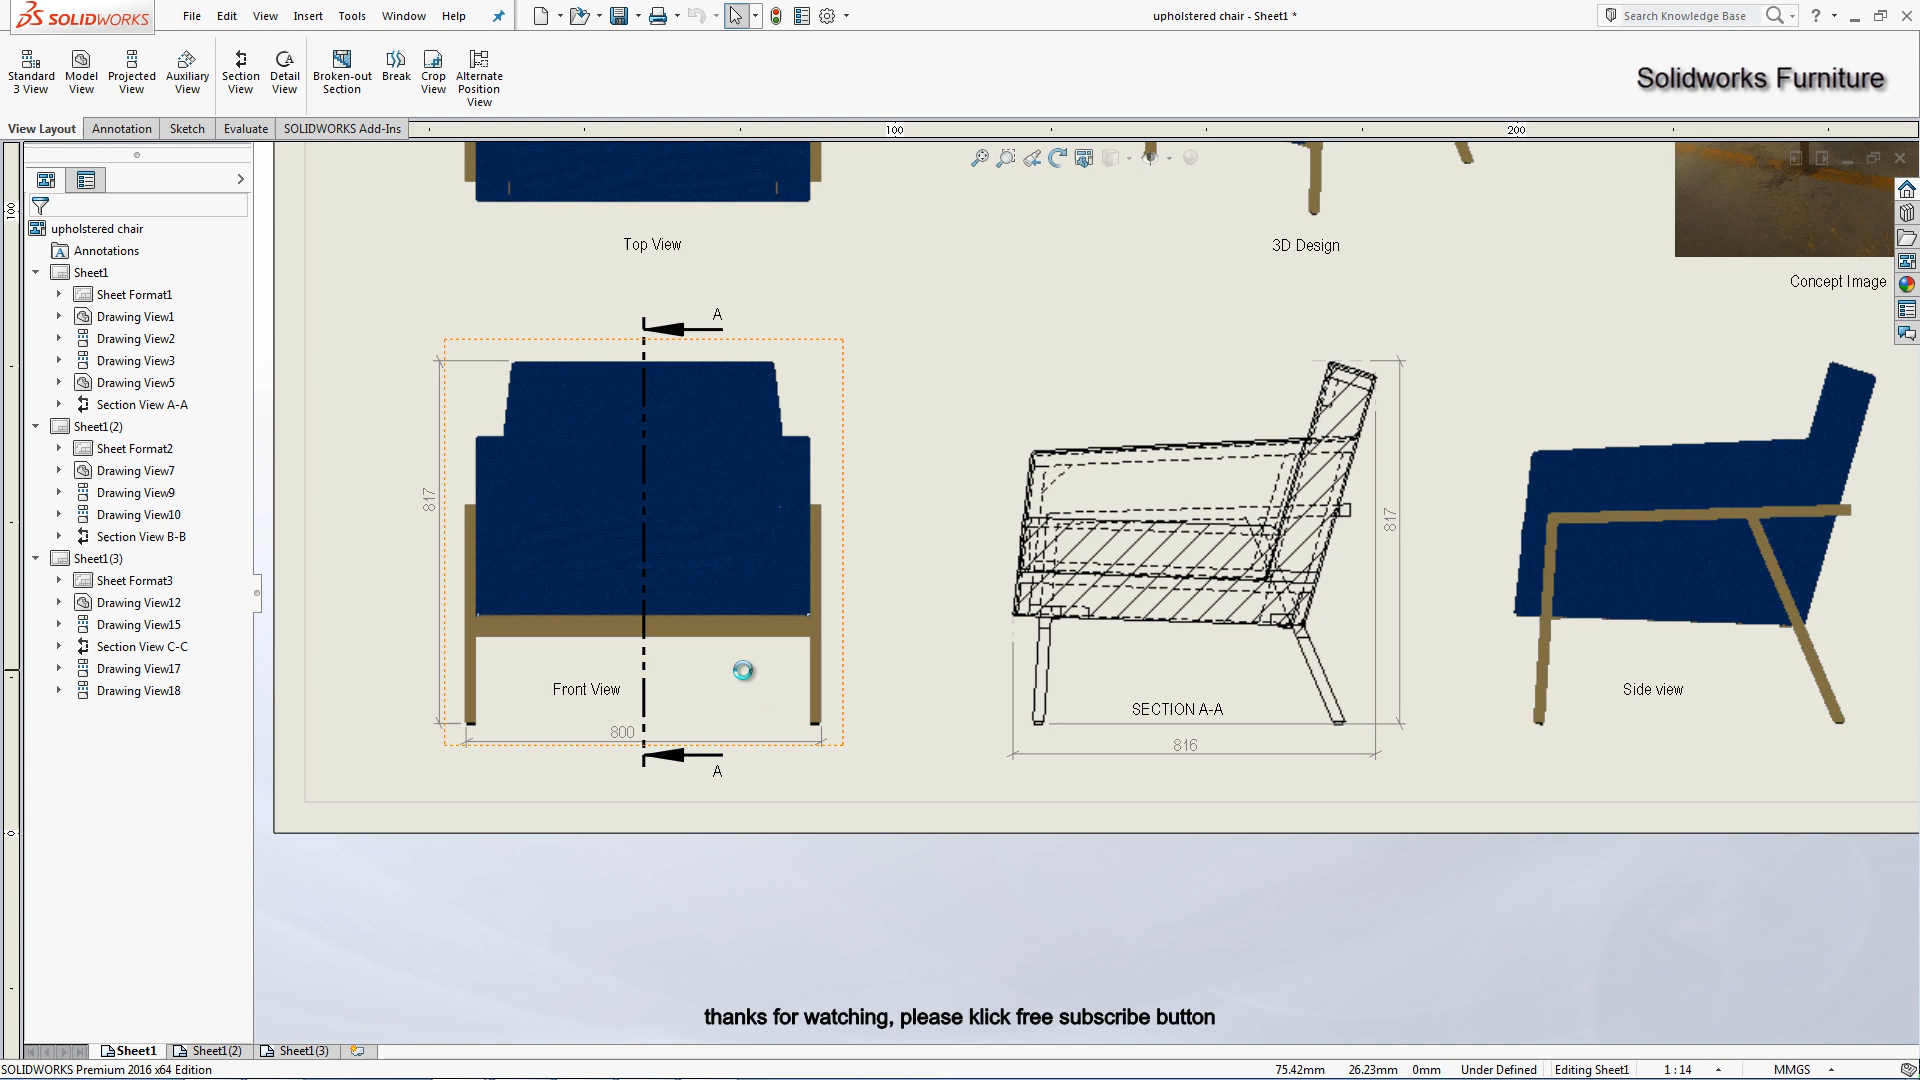 SOLIDWORKS
File Edit View Insert Tools Window Help
upholstered chair - Sheet1 *
Search Knowledge Base
Standard 3 View
Model View
Projected View
Auxiliary View
Section View
Detail View
Broken-out Section
Break
Crop View
Alternate Position View
Solidworks Furniture
View Layout Annotation Sketch Evaluate SOLIDWORKS Add-Ins
100
200
100
0
upholstered chair
Annotations
Sheet1
Sheet Format1
Drawing View1
Drawing View2
Drawing View3
Drawing View5
Section View A-A
Sheet1(2)
Sheet Format2
Drawing View7
Drawing View9
Drawing View10
Section View B-B
Sheet1(3)
Sheet Format3
Drawing View12
Drawing View15
Section View C-C
Drawing View17
Drawing View18
Top View
3D Design
Concept Image
A
817
Front View
800
A
817
SECTION A-A
816
Side view
thanks for watching, please klick free subscribe button
Sheet1 Sheet1(2) Sheet1(3)
SOLIDWORKS Premium 2016 x64 Edition
75.42mm 26.23mm 0mm Under Defined Editing Sheet1 1 : 14 MMGS